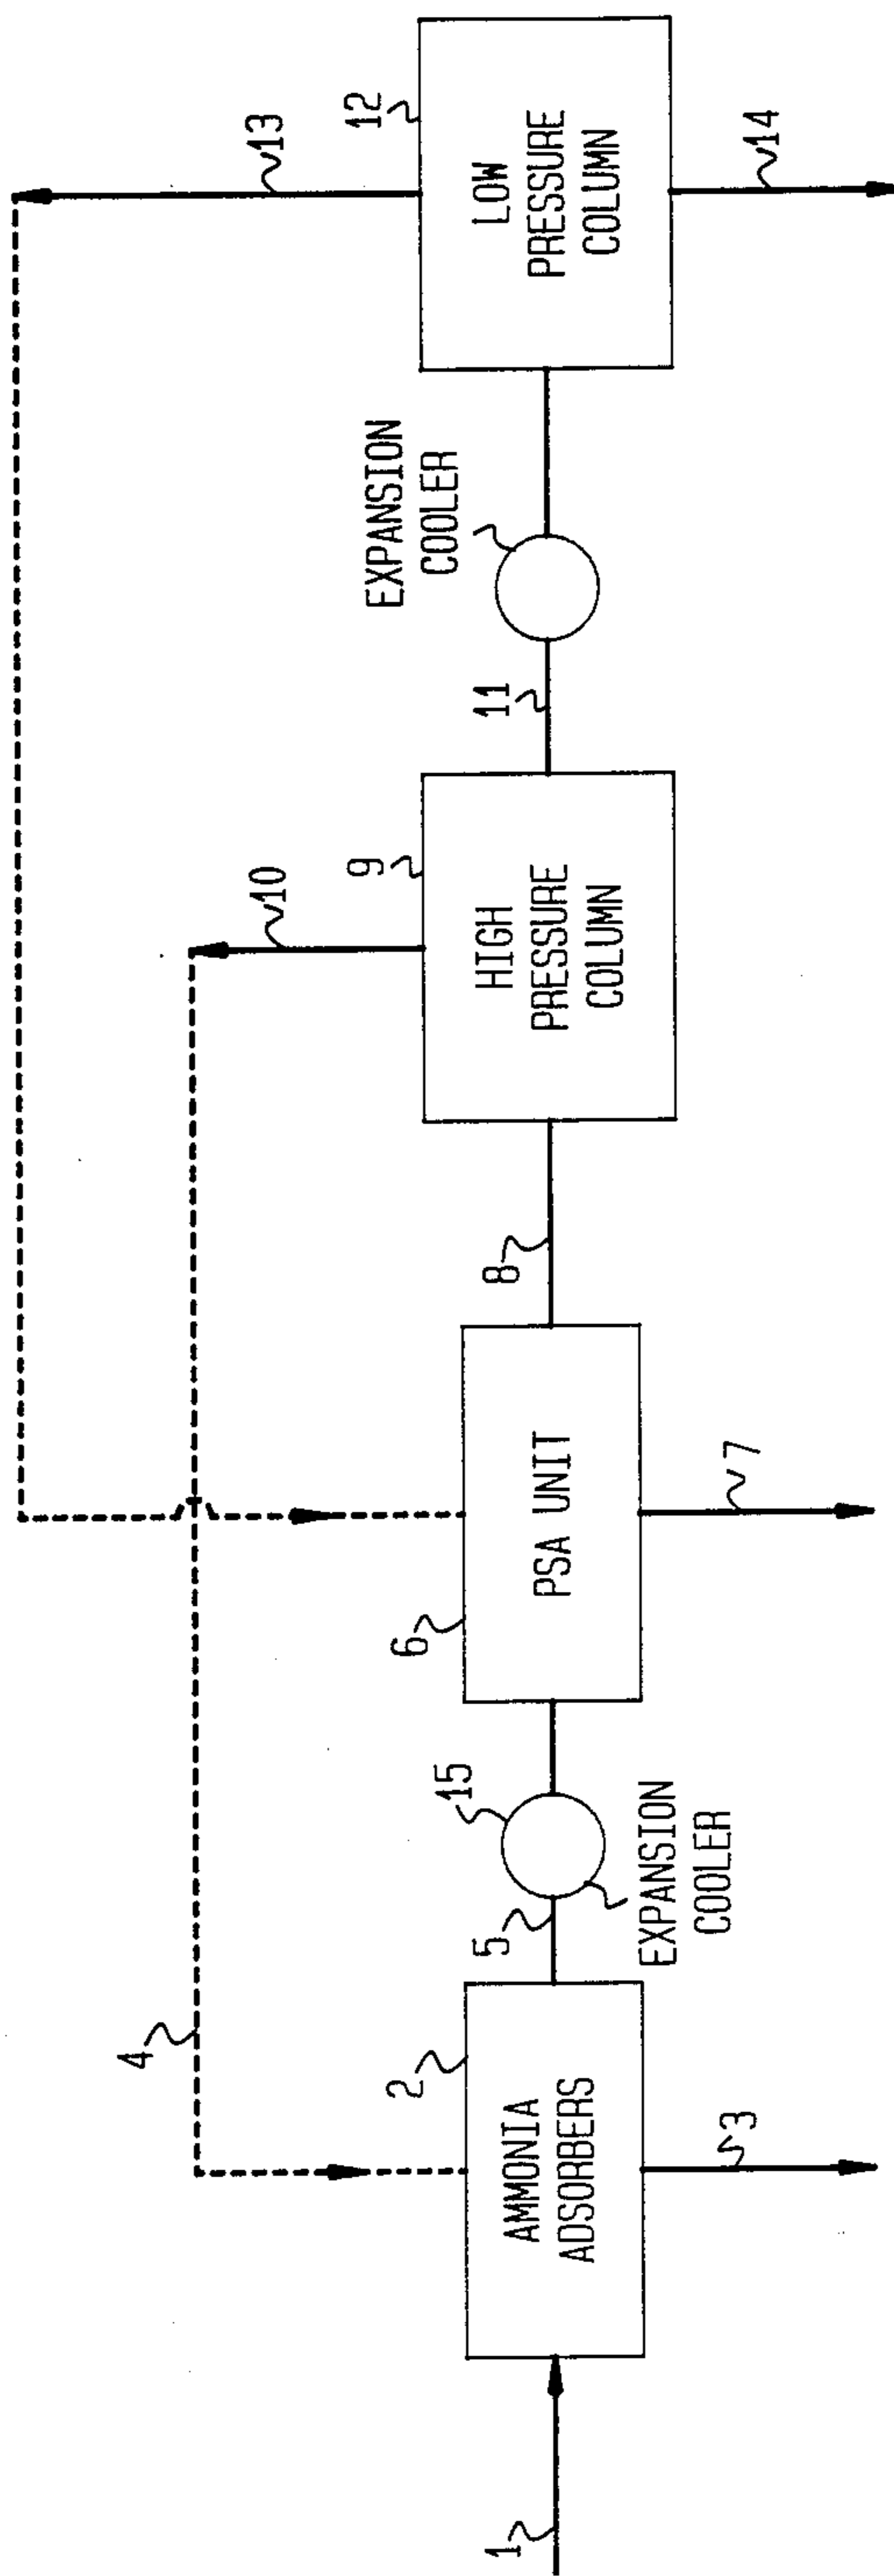 1
2
AMMONIA
ADSORBERS
3
4
5
15
EXPANSION
COOLER
6
PSA UNIT
7
8
9
HIGH
PRESSURE
COLUMN
10
11
EXPANSION
COOLER
12
LOW
PRESSURE
COLUMN
13
14